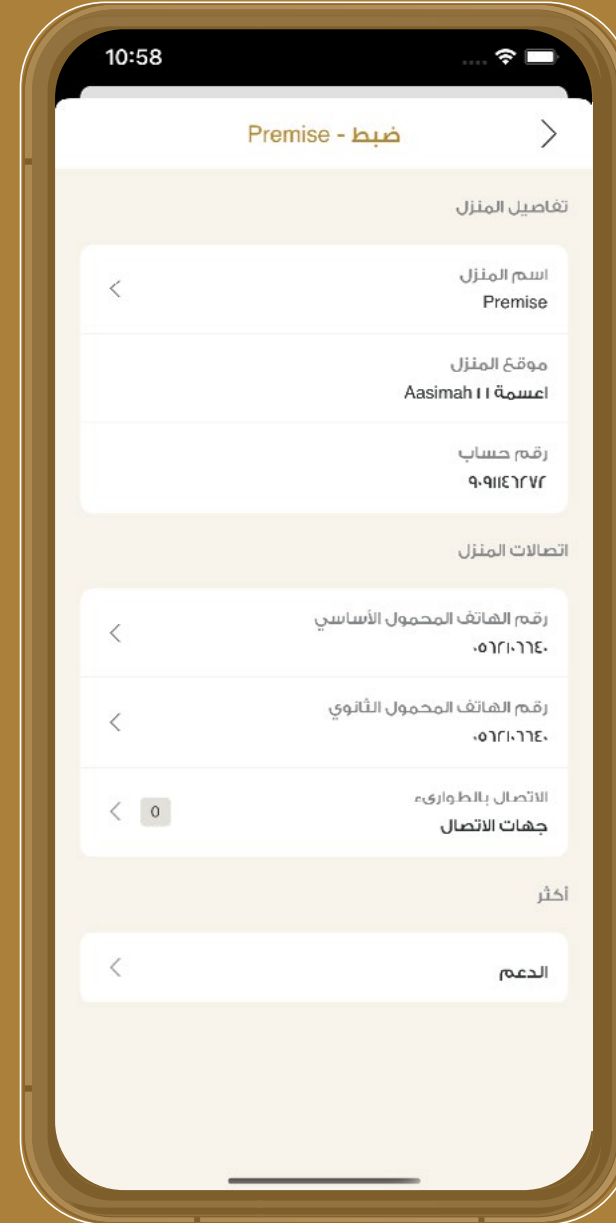 10:58
ضبط - Premise
تفاصيل المنزل
اسم المنزل
Premise
موقع المنزل
اعسمة ١١ Aasimah
رقم حساب
٩٠٩١١٤٦٢٧٢
اتصالات المنزل
رقم الهاتف المحمول الأساسي
٠٥٦٢١٠٦٦٤٠
رقم الهاتف المحمول الثانوي
٠٥٦٢١٠٦٦٤٠
الاتصال بالطوارىء
0
جهات الاتصال
أكثر
الدعم